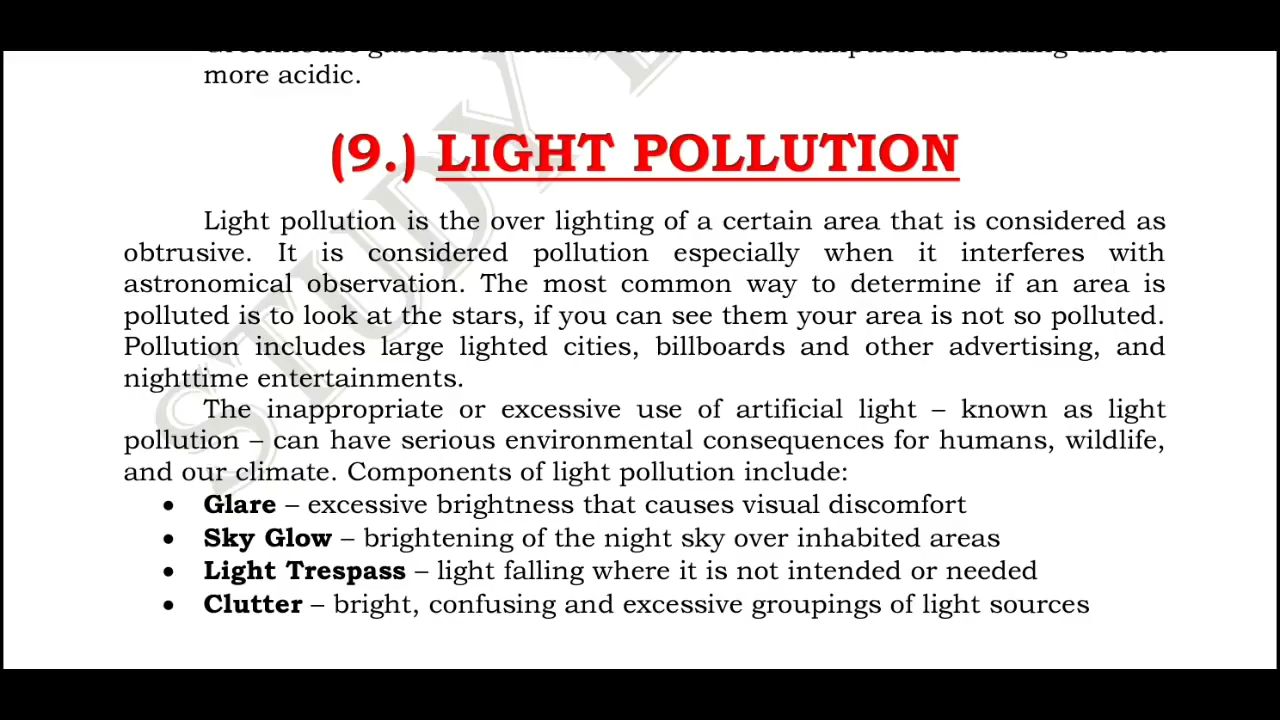 more acidic.
(9.) LIGHT POLLUTION
Light pollution is the over lighting of a certain area that is considered as
obtrusive. It is considered pollution especially when it interferes with
astronomical observation. The most common way to determine if an area is
polluted is to look at the stars, if you can see them your area is not so polluted.
Pollution includes large lighted cities, billboards and other advertising, and
nighttime entertainments.
The inappropriate or excessive use of artificial light – known as light
pollution – can have serious environmental consequences for humans, wildlife,
and our climate. Components of light pollution include:
• Glare – excessive brightness that causes visual discomfort
• Sky Glow – brightening of the night sky over inhabited areas
• Light Trespass – light falling where it is not intended or needed
• Clutter – bright, confusing and excessive groupings of light sources
STUDY